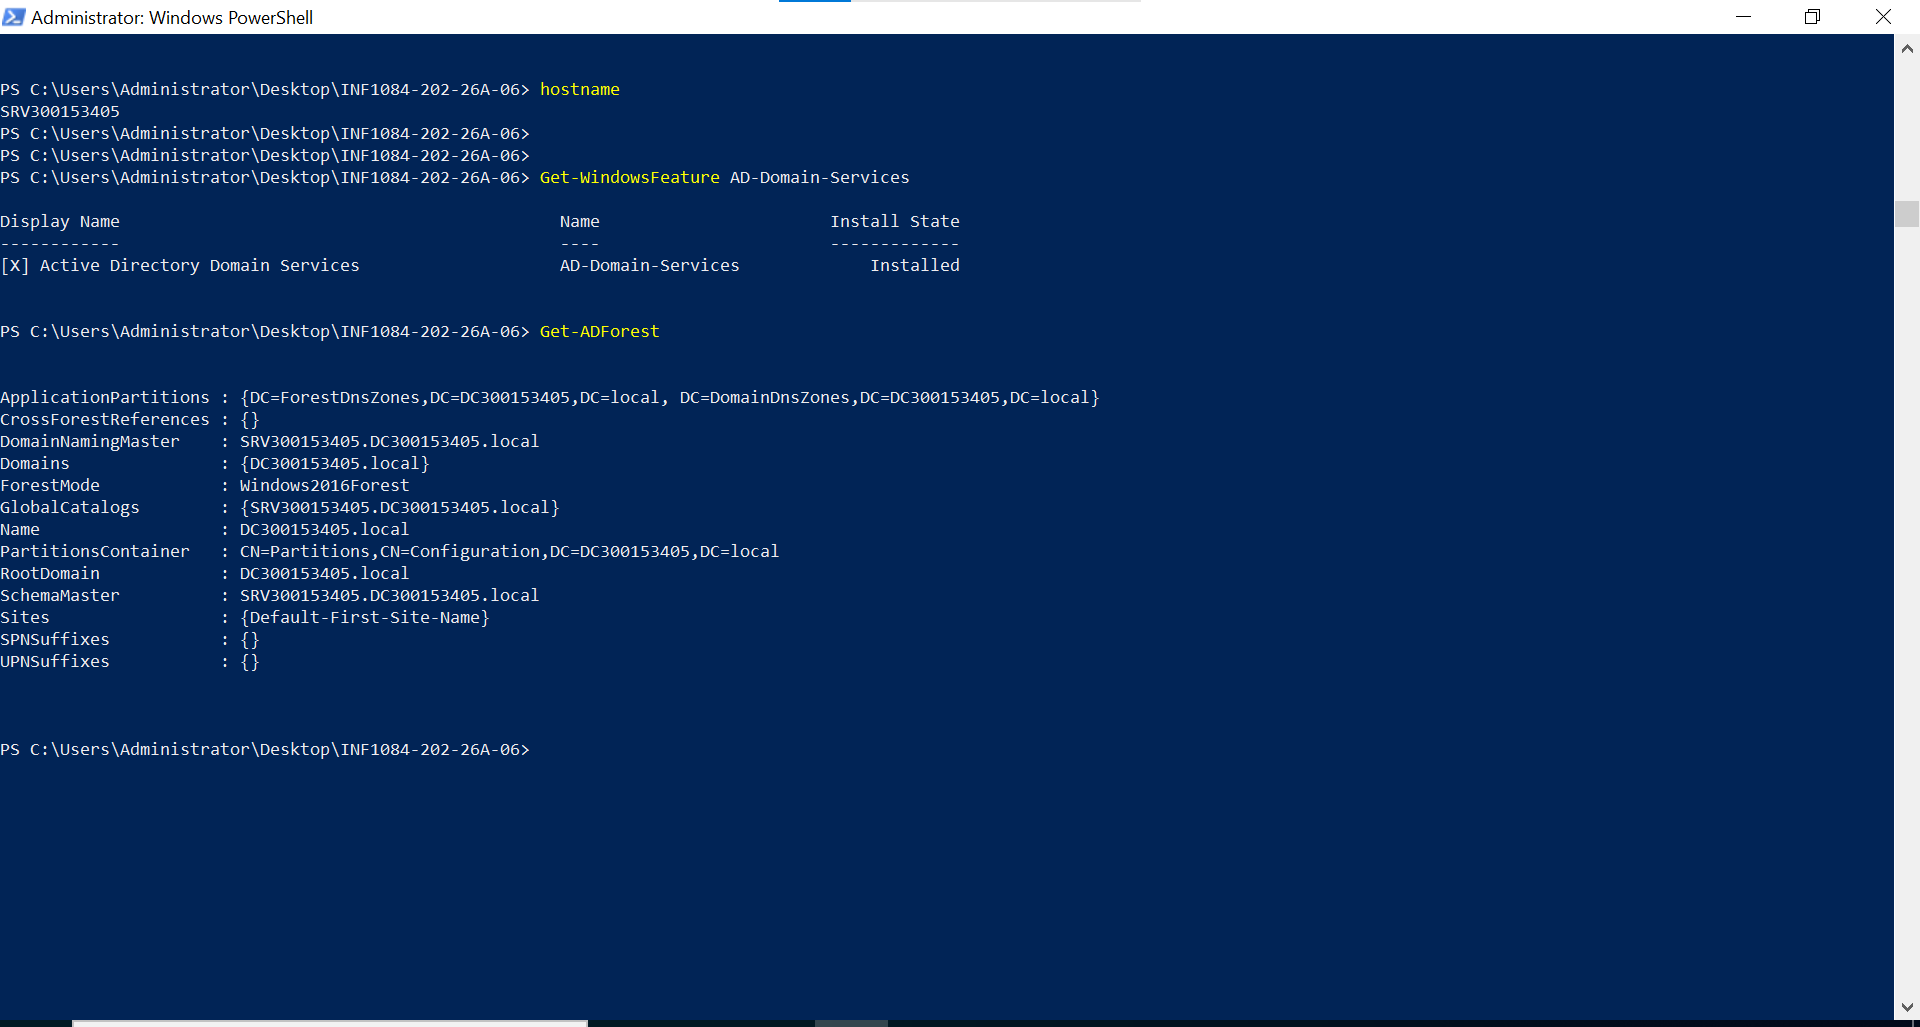 Administrator: Windows PowerShell
PS C:\Users\Administrator\Desktop\INF1084-202-26A-06> hostname
SRV300153405
PS C:\Users\Administrator\Desktop\INF1084-202-26A-06>
PS C:\Users\Administrator\Desktop\INF1084-202-26A-06>
PS C:\Users\Administrator\Desktop\INF1084-202-26A-06> Get-WindowsFeature AD-Domain-Services
Display Name                                            Name                       Install State
------------                                            ----                       -------------
[X] Active Directory Domain Services                    AD-Domain-Services             Installed
PS C:\Users\Administrator\Desktop\INF1084-202-26A-06> Get-ADForest
ApplicationPartitions : {DC=ForestDnsZones,DC=DC300153405,DC=local, DC=DomainDnsZones,DC=DC300153405,DC=local}
CrossForestReferences : {}
DomainNamingMaster    : SRV300153405.DC300153405.local
Domains               : {DC300153405.local}
ForestMode            : Windows2016Forest
GlobalCatalogs        : {SRV300153405.DC300153405.local}
Name                  : DC300153405.local
PartitionsContainer   : CN=Partitions,CN=Configuration,DC=DC300153405,DC=local
RootDomain            : DC300153405.local
SchemaMaster          : SRV300153405.DC300153405.local
Sites                 : {Default-First-Site-Name}
SPNSuffixes           : {}
UPNSuffixes           : {}
PS C:\Users\Administrator\Desktop\INF1084-202-26A-06>